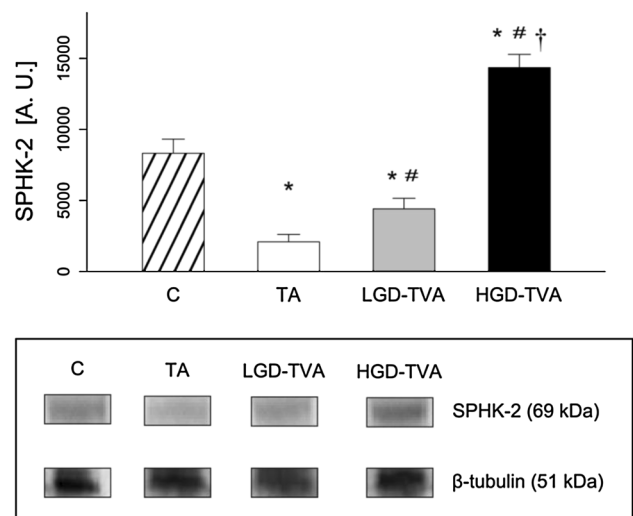 SPHK-2 [A. U.]
15000
10000
5000
0
*
* #
* # †
C TA LGD-TVA HGD-TVA
C TA LGD-TVA HGD-TVA
SPHK-2 (69 kDa)
β-tubulin (51 kDa)